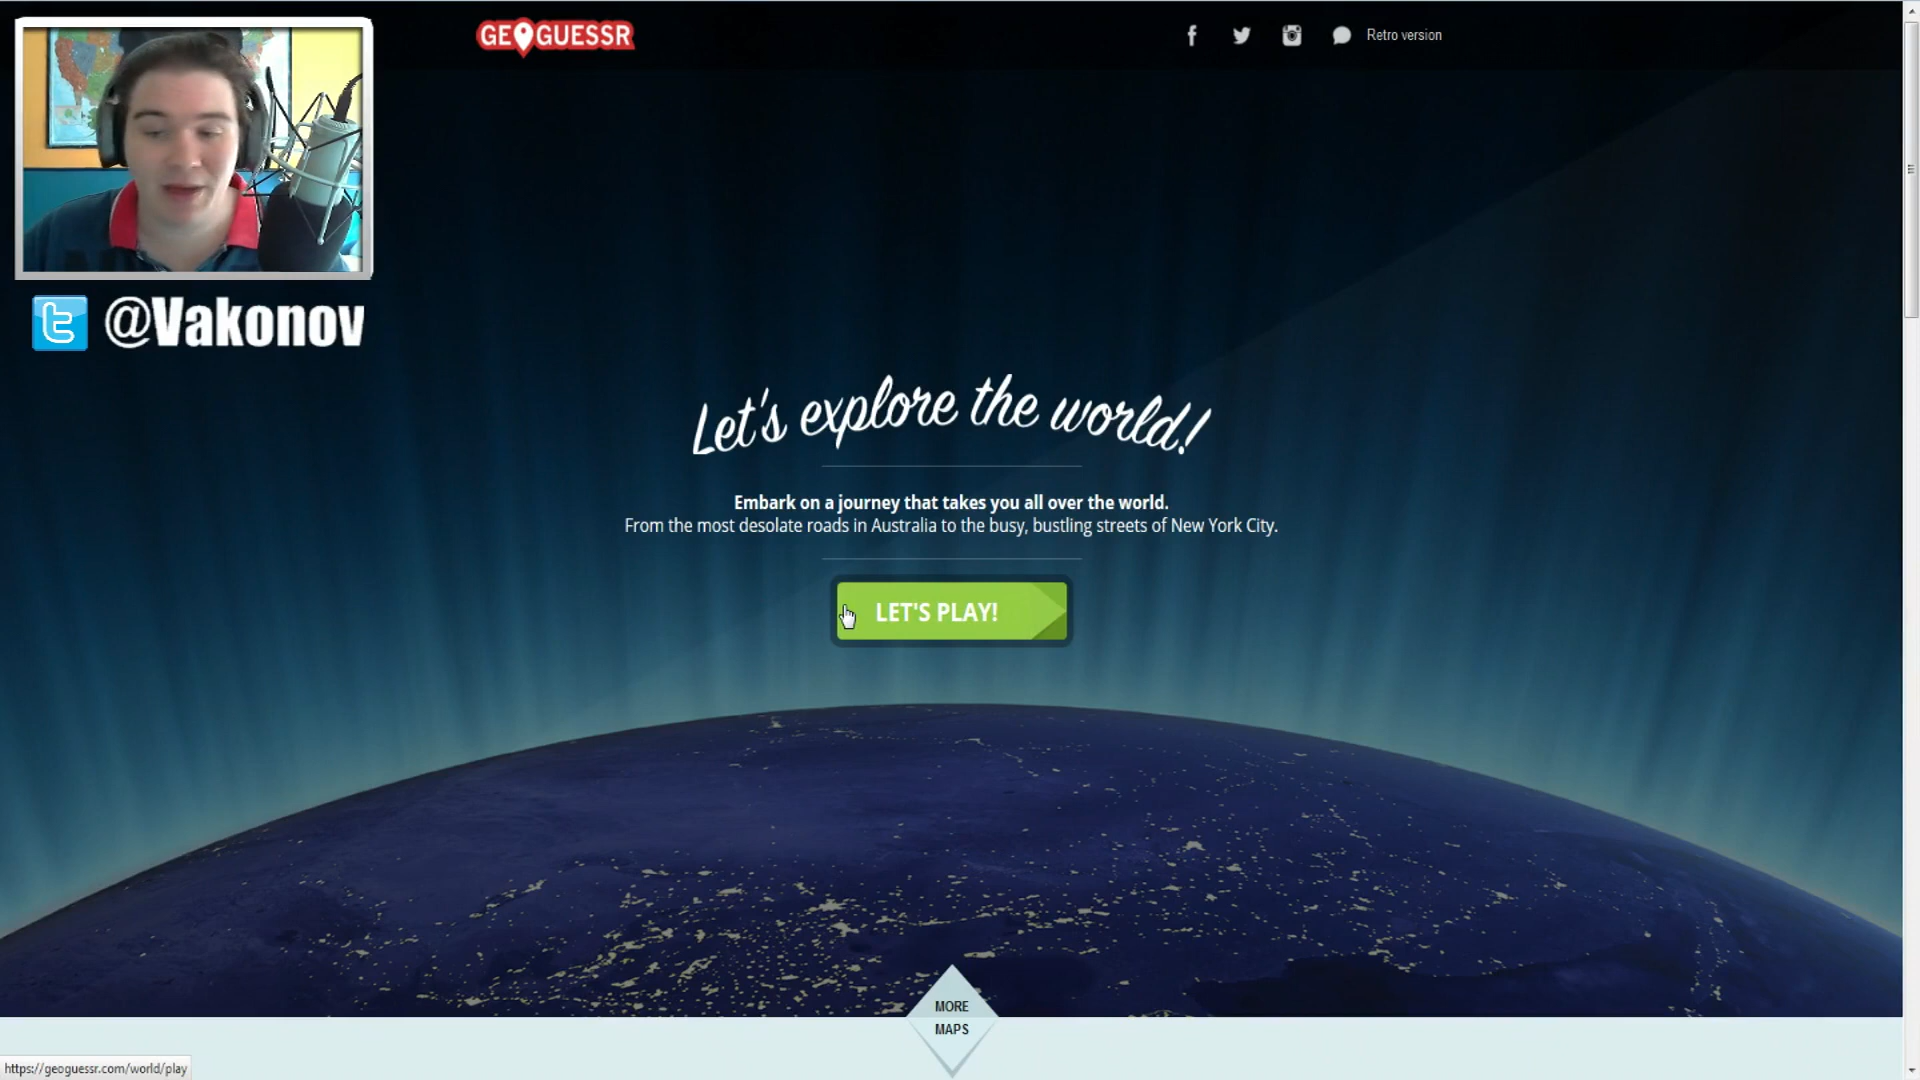 GEOGUESSR
Retro version
@Vakonov
Let's explore the world!
Embark on a journey that takes you all over the world.
From the most desolate roads in Australia to the busy, bustling streets of New York City.
LET'S PLAY!
MORE
MAPS
https://geoguessr.com/world/play